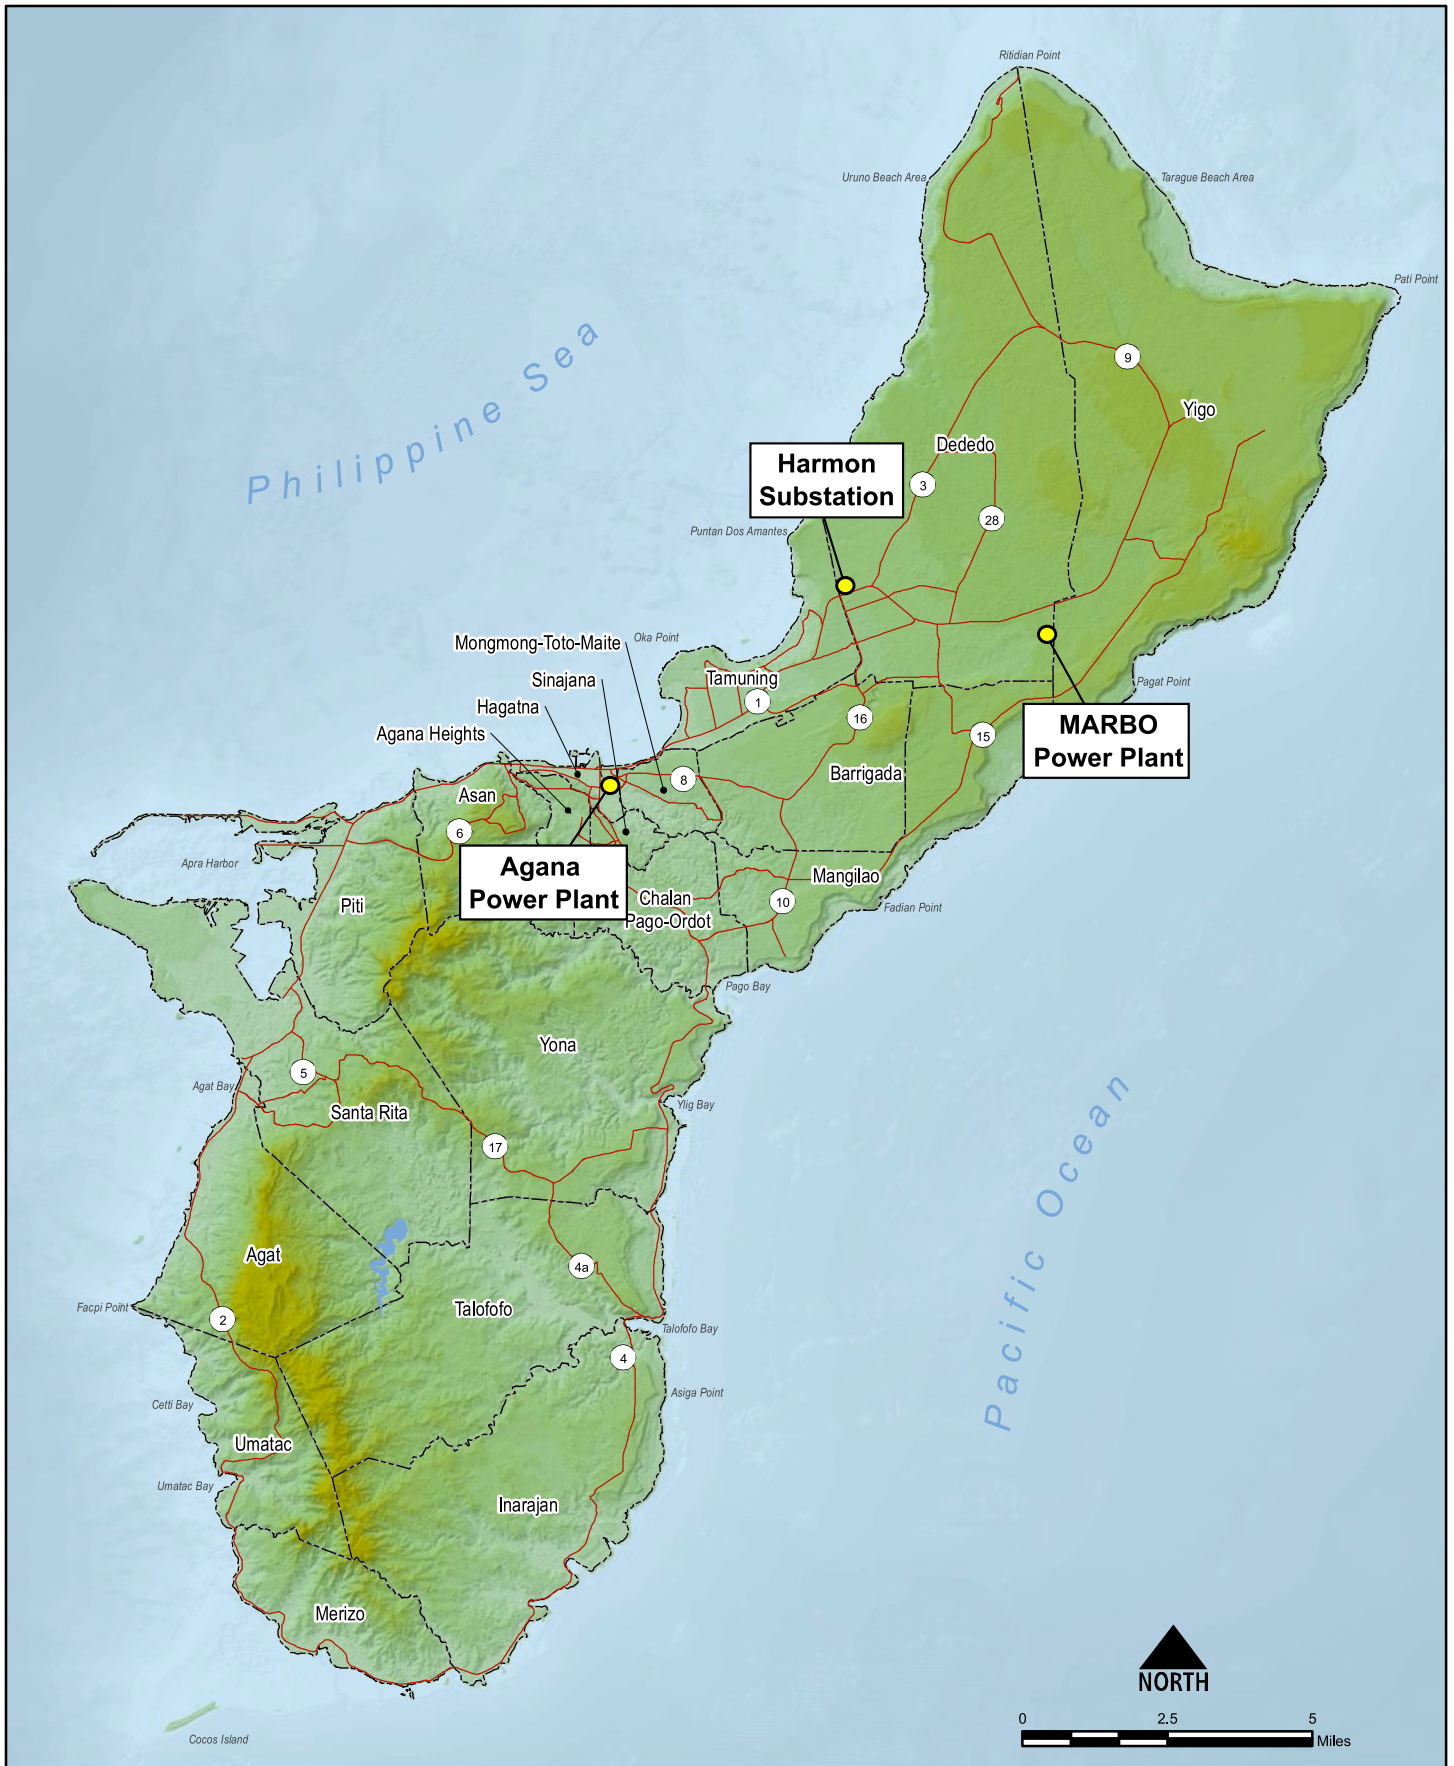 Ritidian Point
Uruno Beach Area
Tarague Beach Area
Pati Point
Philippine Sea
9
Yigo
Dededo
Harmon
Substation
3
28
Puntan Dos Amantes
Mongmong-Toto-Maite
Oka Point
Sinajana
Tamuning
Pagat Point
Hagatna
1
16
15
MARBO
Power Plant
Agana Heights
8
Barrigada
Asan
6
Apra Harbor
Agana
Power Plant
Mangilao
Chalan
Pago-Ordot
10
Piti
Fadian Point
Pago Bay
Yona
5
Agat Bay
Santa Rita
Ylig Bay
17
Pacific Ocean
Agat
4a
Facpi Point
2
Talofofo
Talofofo Bay
4
Asiga Point
Cetti Bay
Umatac
Umatac Bay
Inarajan
Merizo
NORTH
0 2.5 5
Miles
Cocos Island